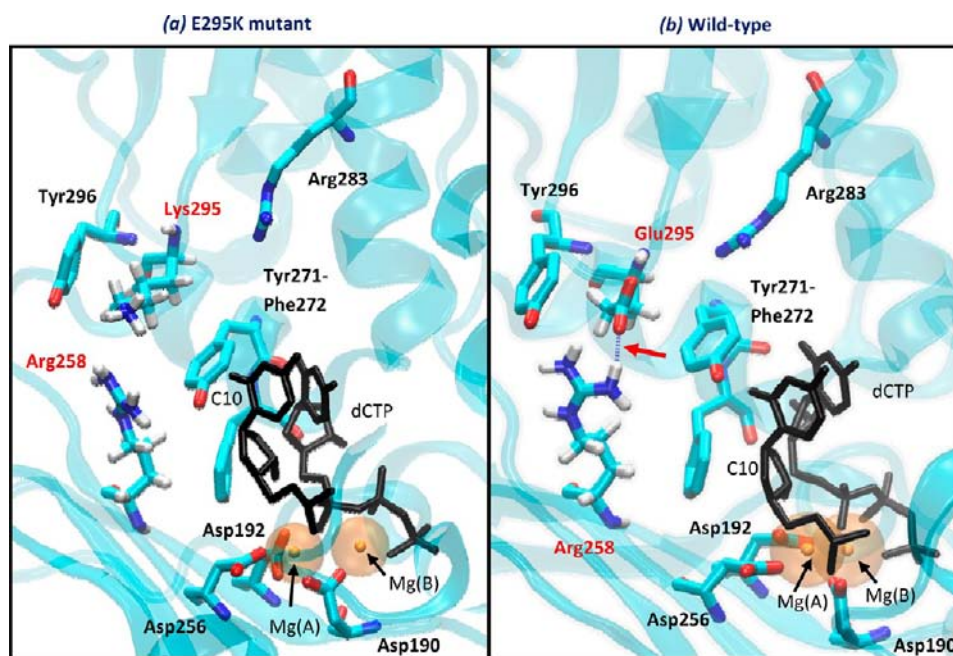 (a) E295K mutant
(b) Wild-type
Tyr296
Lys295
Arg283
Tyr271-
Phe272
Arg258
C10
dCTP
Asp192
Mg(B)
Asp256
Mg(A)
Asp190
Tyr296
Glu295
Arg283
Tyr271-
Phe272
dCTP
C10
Asp192
Arg258
Mg(A)
Mg(B)
Asp256
Asp190